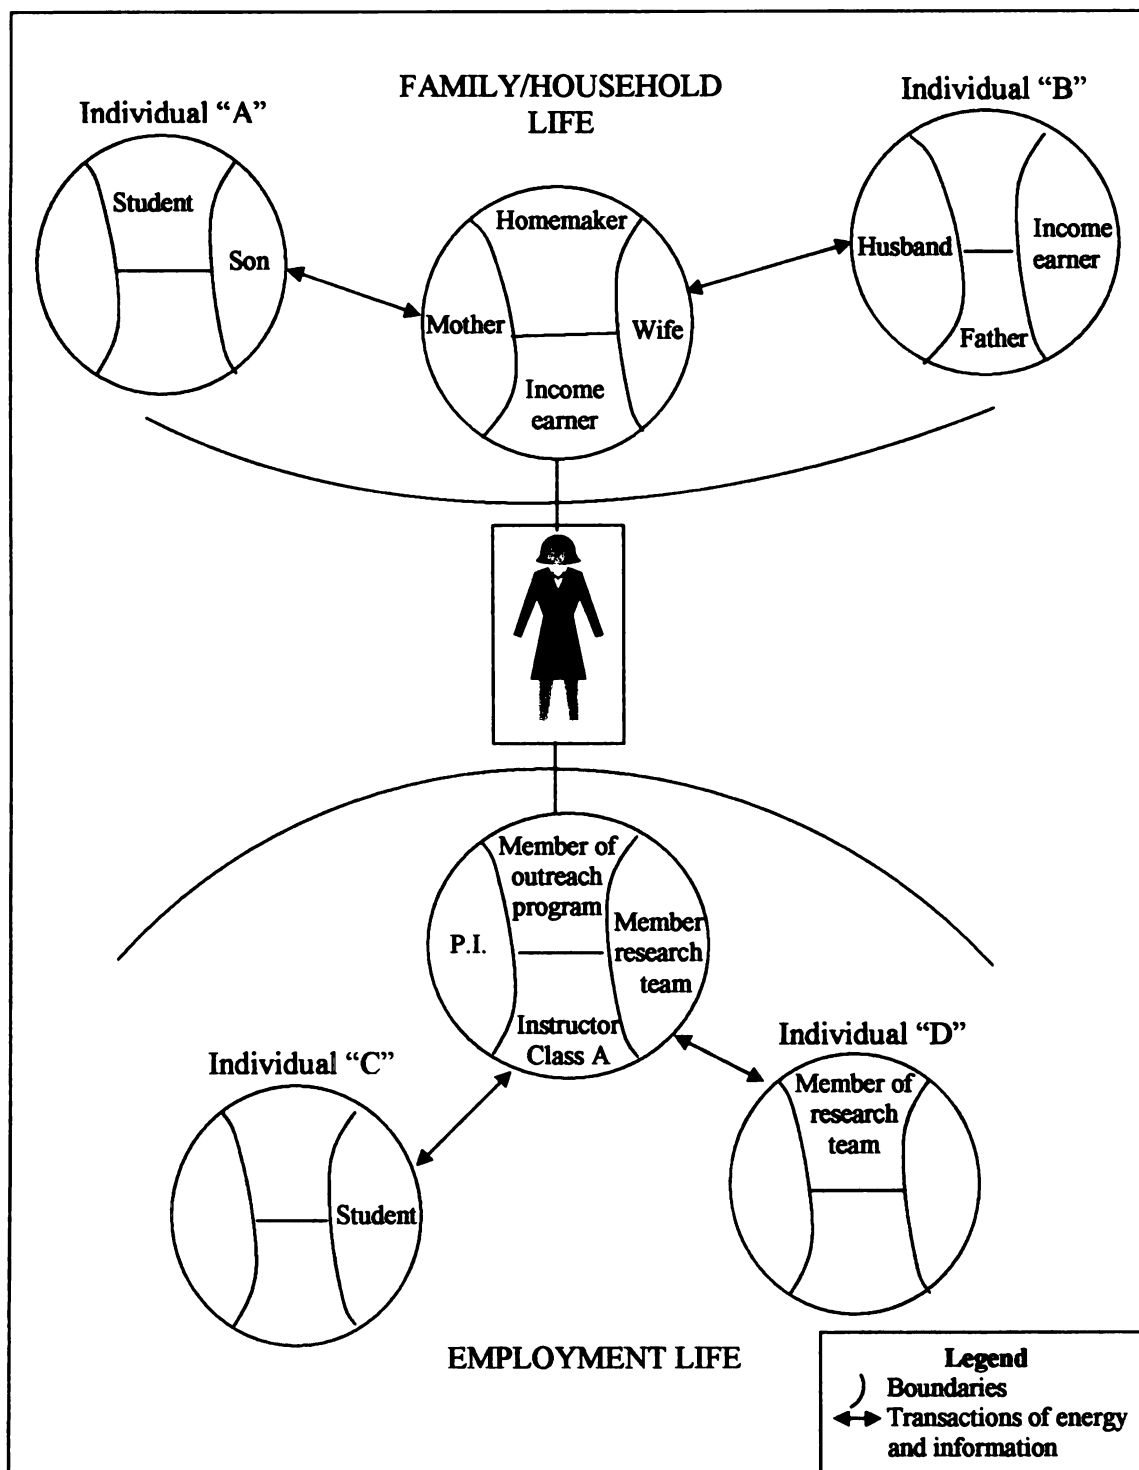 FAMILY/HOUSEHOLD
LIFE
Individual “A”
Individual “B”
Student
Son
Homemaker
Mother
Wife
Income
earner
Husband
Income
earner
Father
Member of
outreach
program
P.I.
Member
research
team
Instructor
Class A
Individual “C”
Student
Individual “D”
Member of
research
team
EMPLOYMENT LIFE
Legend
Boundaries
Transactions of energy
and information